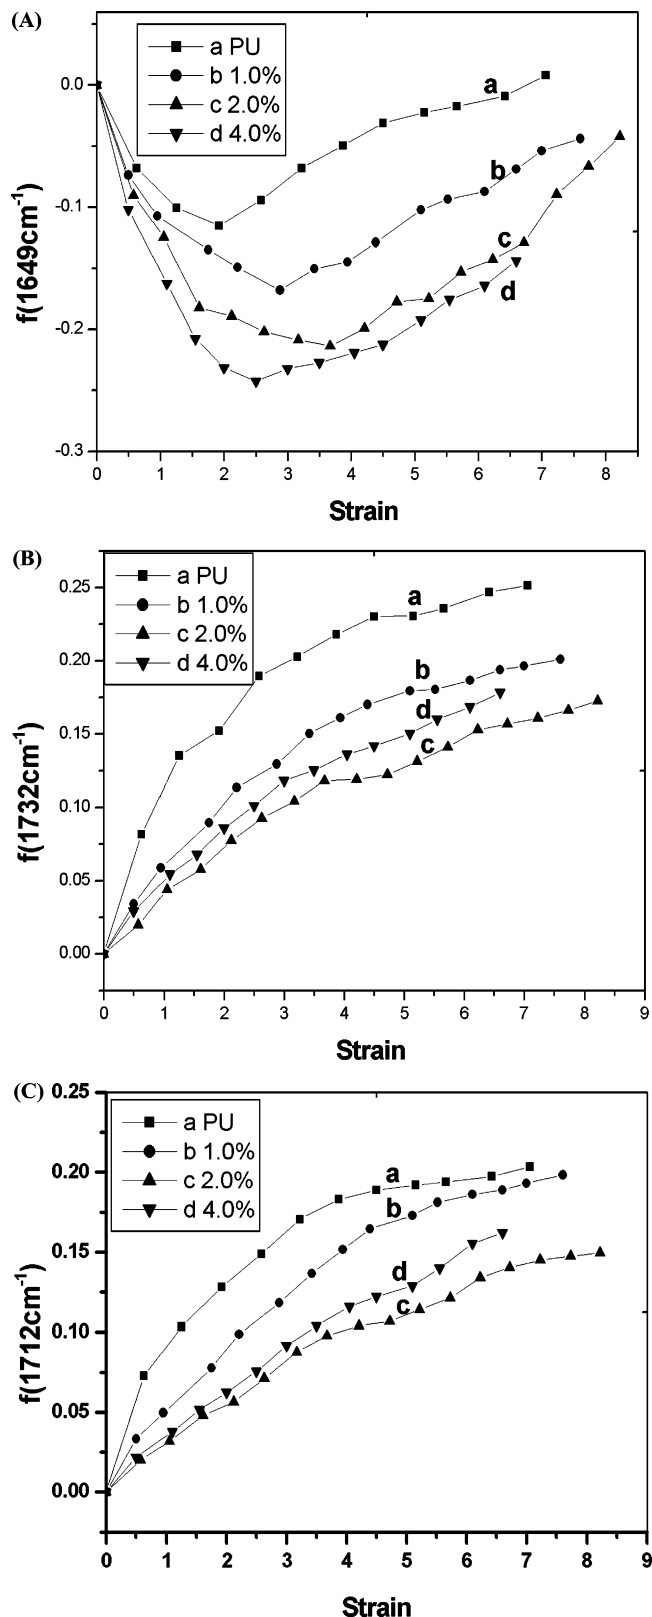 (A)
a PU
b 1.0%
c 2.0%
d 4.0%
0.0
-0.1
-0.2
-0.3
f(1649cm⁻¹)
a
b
c
d
0 1 2 3 4 5 6 7 8
Strain
(B)
a PU
b 1.0%
c 2.0%
d 4.0%
0.25
0.20
0.15
0.10
0.05
0.00
f(1732cm⁻¹)
a
b
d
c
0 1 2 3 4 5 6 7 8 9
Strain
(C)
a PU
b 1.0%
c 2.0%
d 4.0%
0.25
0.20
0.15
0.10
0.05
0.00
f(1712cm⁻¹)
a
b
d
c
0 1 2 3 4 5 6 7 8 9
Strain